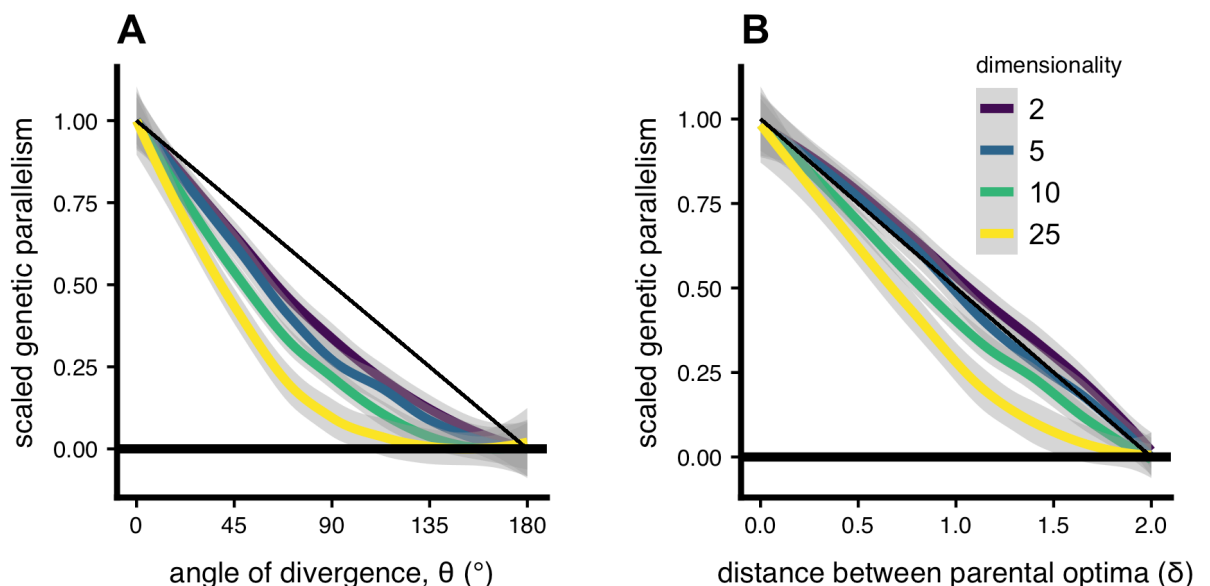 A
scaled genetic parallelism
1.00
0.75
0.50
0.25
0.00
0 45 90 135 180
angle of divergence, θ (°)
B
dimensionality
2
5
10
25
scaled genetic parallelism
1.00
0.75
0.50
0.25
0.00
0.0 0.5 1.0 1.5 2.0
distance between parental optima (δ)